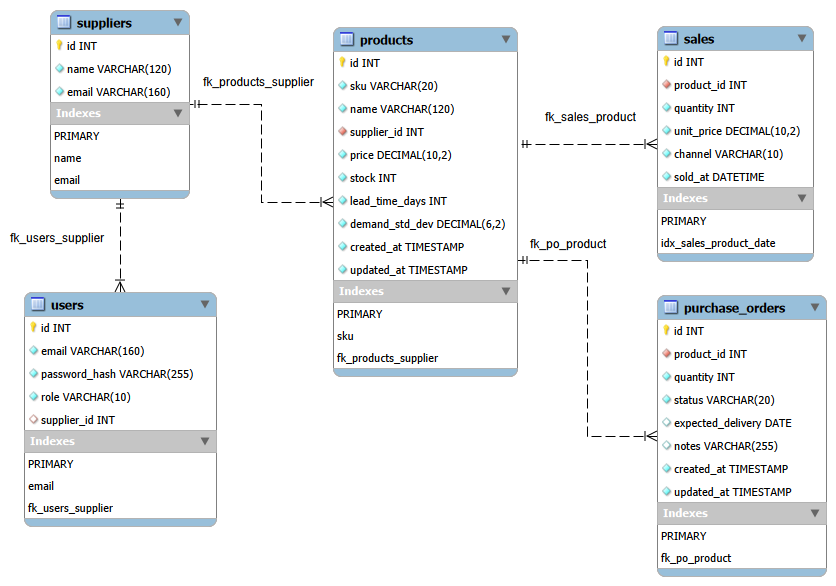 suppliers
id INT
name VARCHAR(120)
email VARCHAR(160)
Indexes
PRIMARY
name
email
fk_products_supplier
fk_users_supplier
users
id INT
email VARCHAR(160)
password_hash VARCHAR(255)
role VARCHAR(10)
supplier_id INT
Indexes
PRIMARY
email
fk_users_supplier
products
id INT
sku VARCHAR(20)
name VARCHAR(120)
supplier_id INT
price DECIMAL(10,2)
stock INT
lead_time_days INT
demand_std_dev DECIMAL(6,2)
created_at TIMESTAMP
updated_at TIMESTAMP
Indexes
PRIMARY
sku
fk_products_supplier
fk_sales_product
fk_po_product
sales
id INT
product_id INT
quantity INT
unit_price DECIMAL(10,2)
channel VARCHAR(10)
sold_at DATETIME
Indexes
PRIMARY
idx_sales_product_date
purchase_orders
id INT
product_id INT
quantity INT
status VARCHAR(20)
expected_delivery DATE
notes VARCHAR(255)
created_at TIMESTAMP
updated_at TIMESTAMP
Indexes
PRIMARY
fk_po_product